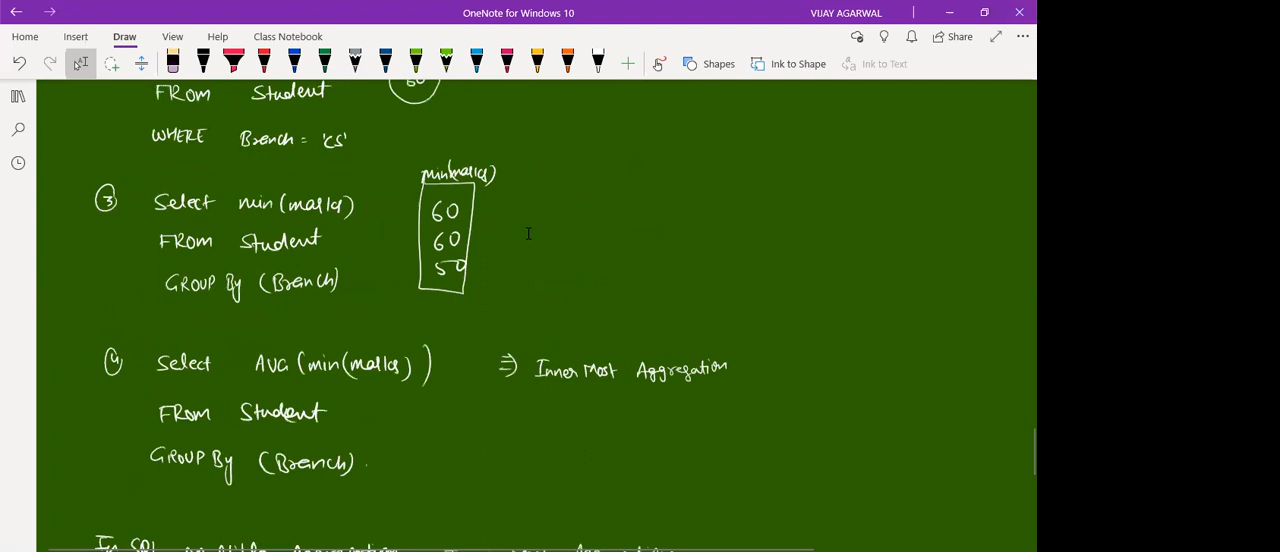 OneNote for Windows 10
VIJAY AGARWAL
Home Insert Draw View Help Class Notebook
Share
Shapes
Ink to Shape
Ink to Text
FROM Student
WHERE Branch = 'CS'
min(marks)
③ Select min (marks)
60
FROM Student
60
GROUP By (Branch)
50
④ Select AVG (min(marks)) ⇒ Inner Most Aggregation
FROM Student
GROUP By (Branch).
In SQL